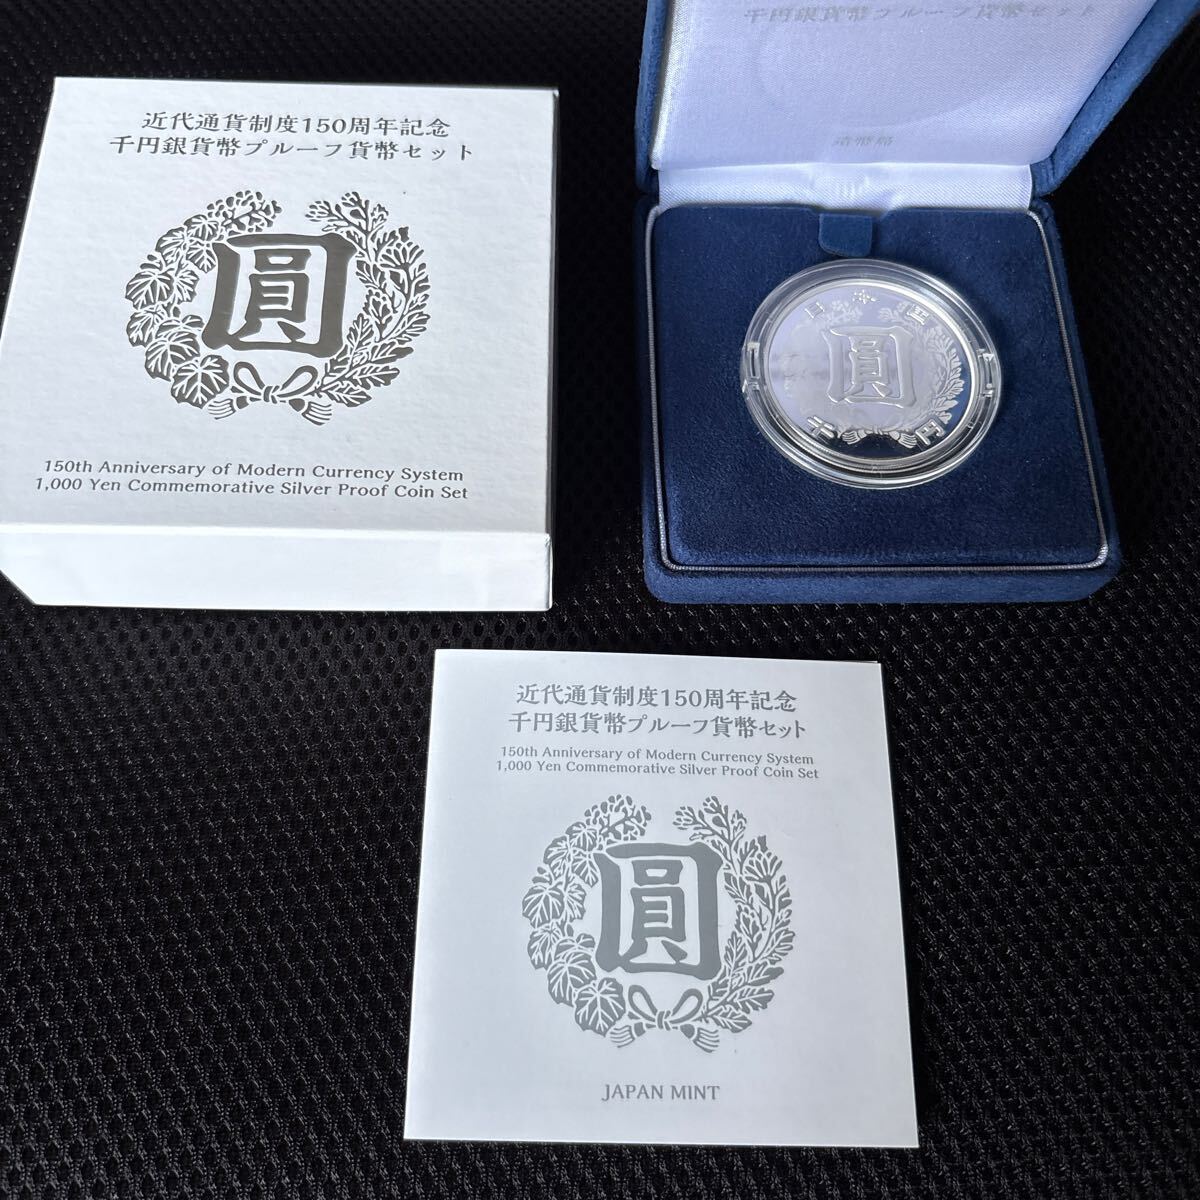 近代通貨制度150周年記念
千円銀貨幣プルーフ貨幣セット
圓
150th Anniversary of Modern Currency System
1,000 Yen Commemorative Silver Proof Coin Set
千円銀貨幣プルーフ貨幣セット
造幣局
日本国
圓
千円
近代通貨制度150周年記念
千円銀貨幣プルーフ貨幣セット
150th Anniversary of Modern Currency System
1,000 Yen Commemorative Silver Proof Coin Set
圓
JAPAN MINT